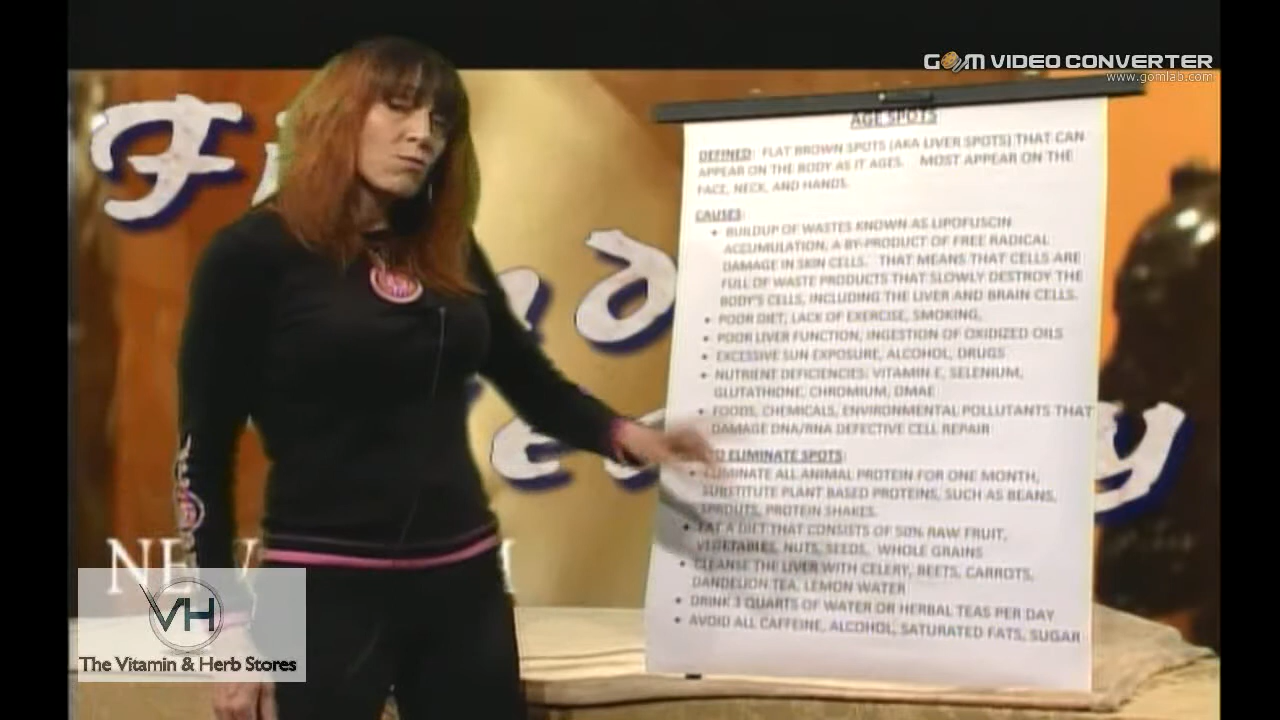 GOM VIDEO CONVERTER
www.gomlab.com
AGE SPOTS
DEFINED: FLAT BROWN SPOTS (AKA LIVER SPOTS) THAT CAN
APPEAR ON THE BODY AS IT AGES. MOST APPEAR ON THE
FACE, NECK, AND HANDS.
CAUSES:
• BUILDUP OF WASTES KNOWN AS LIPOFUSCIN
ACCUMULATION, A BY-PRODUCT OF FREE RADICAL
DAMAGE IN SKIN CELLS. THAT MEANS THAT CELLS ARE
FULL OF WASTE PRODUCTS THAT SLOWLY DESTROY THE
BODY'S CELLS, INCLUDING THE LIVER AND BRAIN CELLS.
• POOR DIET, LACK OF EXERCISE, SMOKING,
• POOR LIVER FUNCTION, INGESTION OF OXIDIZED OILS
• EXCESSIVE SUN EXPOSURE, ALCOHOL, DRUGS
• NUTRIENT DEFICIENCIES: VITAMIN E, SELENIUM,
GLUTATHIONE, CHROMIUM, DMAE
• FOODS, CHEMICALS, ENVIRONMENTAL POLLUTANTS THAT
DAMAGE DNA/RNA DEFECTIVE CELL REPAIR
TO ELIMINATE SPOTS:
• ELIMINATE ALL ANIMAL PROTEIN FOR ONE MONTH,
SUBSTITUTE PLANT BASED PROTEINS, SUCH AS BEANS,
SPROUTS, PROTEIN SHAKES.
• EAT A DIET THAT CONSISTS OF 50% RAW FRUIT,
VEGETABLES, NUTS, SEEDS, WHOLE GRAINS
• CLEANSE THE LIVER WITH CELERY, BEETS, CARROTS,
DANDELION TEA, LEMON WATER
• DRINK 3 QUARTS OF WATER OR HERBAL TEAS PER DAY
• AVOID ALL CAFFEINE, ALCOHOL, SATURATED FATS, SUGAR
VH
The Vitamin & Herb Stores